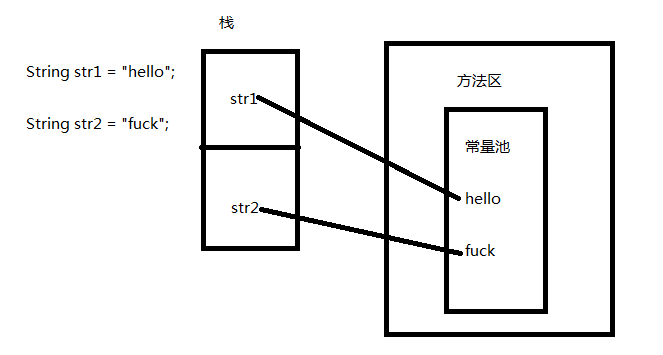 栈
String str1 = "hello";
String str2 = "fuck";
str1
str2
方法区
常量池
hello
fuck